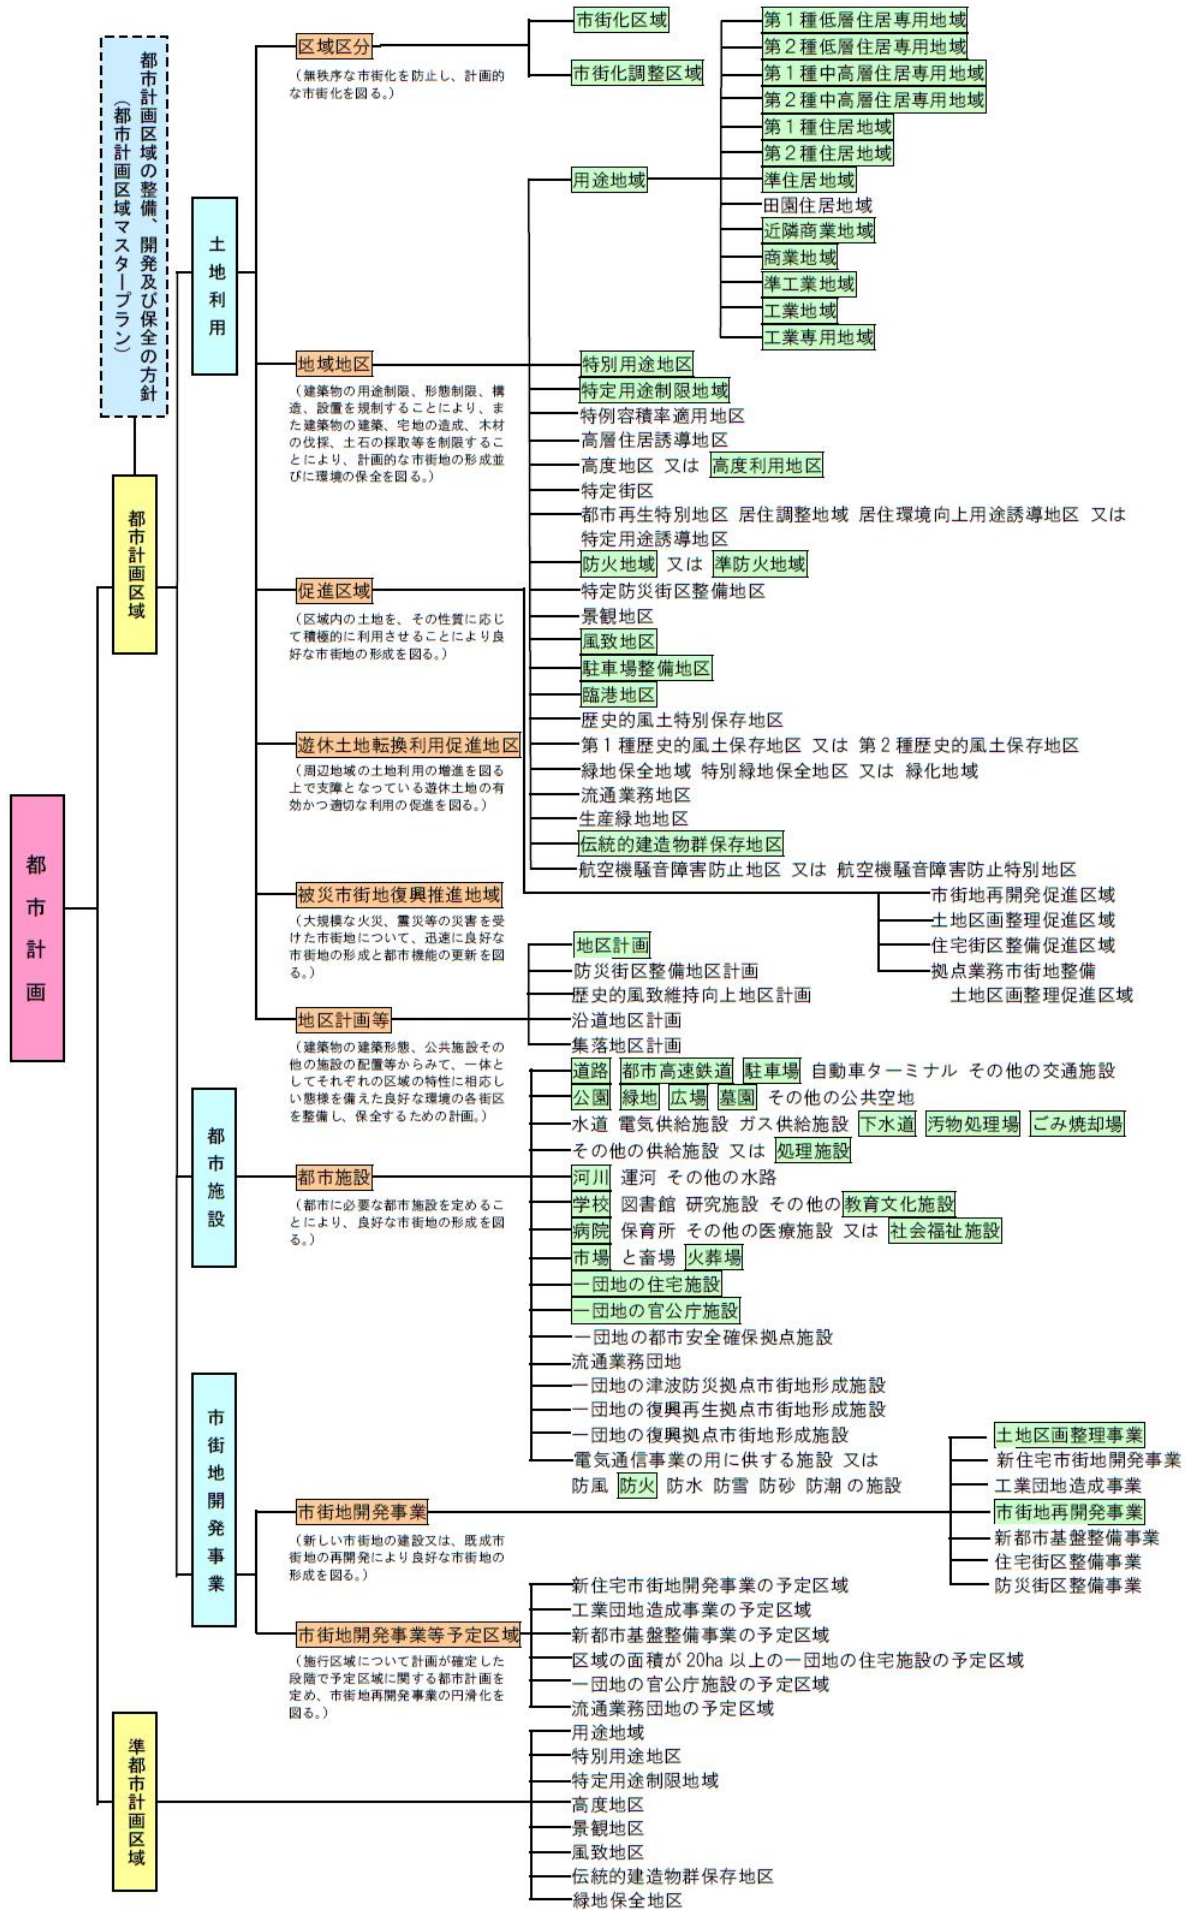 都市計画
都市計画区域の整備、開発及び保全の方針
（都市計画区域マスタープラン）
都市計画区域
土地利用
区域区分
（無秩序な市街化を防止し、計画的
な市街化を図る。）
市街化区域
市街化調整区域
地域地区
（建築物の用途制限、形態制限、構
造、設置を規制することにより、ま
た建築物の建築、宅地の造成、木材
の伐採、土石の採取等を制限するこ
とにより、計画的な市街地の形成並
びに環境の保全を図る。）
用途地域
第１種低層住居専用地域
第２種低層住居専用地域
第１種中高層住居専用地域
第２種中高層住居専用地域
第１種住居地域
第２種住居地域
準住居地域
田園住居地域
近隣商業地域
商業地域
準工業地域
工業地域
工業専用地域
特別用途地区
特定用途制限地域
特例容積率適用地区
高層住居誘導地区
高度地区 又は 高度利用地区
特定街区
都市再生特別地区 居住調整地域 居住環境向上用途誘導地区 又は
特定用途誘導地区
防火地域 又は 準防火地域
特定防災街区整備地区
景観地区
風致地区
駐車場整備地区
臨港地区
歴史的風土特別保存地区
第１種歴史的風土保存地区 又は 第２種歴史的風土保存地区
緑地保全地域 特別緑地保全地区 又は 緑化地域
流通業務地区
生産緑地地区
伝統的建造物群保存地区
航空機騒音障害防止地区 又は 航空機騒音障害防止特別地区
促進区域
（区域内の土地を、その性質に応じ
て積極的に利用させることにより良
好な市街地の形成を図る。）
市街地再開発促進区域
土地区画整理促進区域
住宅街区整備促進区域
拠点業務市街地整備
土地区画整理促進区域
遊休土地転換利用促進地区
（周辺地域の土地利用の増進を図る
上で支障となっている遊休土地の有
効かつ適切な利用の促進を図る。）
被災市街地復興推進地域
（大規模な火災、震災等の災害を受
けた市街地について、迅速に良好な
市街地の形成と都市機能の更新を図
る。）
地区計画等
（建築物の建築形態、公共施設その
他の施設の配置等からみて、一体と
してそれぞれの区域の特性に相応し
い態様を備えた良好な環境の各街区
を整備し、保全するための計画。）
地区計画
防災街区整備地区計画
歴史的風致維持向上地区計画
沿道地区計画
集落地区計画
都市施設
都市施設
（都市に必要な都市施設を定めるこ
とにより、良好な市街地の形成を図
る。）
道路 都市高速鉄道 駐車場 自動車ターミナル その他の交通施設
公園 緑地 広場 墓園 その他の公共空地
水道 電気供給施設 ガス供給施設 下水道 汚物処理場 ごみ焼却場
その他の供給施設 又は 処理施設
河川 運河 その他の水路
学校 図書館 研究施設 その他の教育文化施設
病院 保育所 その他の医療施設 又は 社会福祉施設
市場 と畜場 火葬場
一団地の住宅施設
一団地の官公庁施設
一団地の都市安全確保拠点施設
流通業務団地
一団地の津波防災拠点市街地形成施設
一団地の復興再生拠点市街地形成施設
一団地の復興拠点市街地形成施設
電気通信事業の用に供する施設 又は
防風 防火 防水 防雪 防砂 防潮 の施設
市街地開発事業
市街地開発事業
（新しい市街地の建設又は、既成市
街地の再開発により良好な市街地の
形成を図る。）
土地区画整理事業
新住宅市街地開発事業
工業団地造成事業
市街地再開発事業
新都市基盤整備事業
住宅街区整備事業
防災街区整備事業
市街地開発事業等予定区域
（施行区域について計画が確定した
段階で予定区域に関する都市計画を
定め、市街地再開発事業の円滑化を
図る。）
新住宅市街地開発事業の予定区域
工業団地造成事業の予定区域
新都市基盤整備事業の予定区域
区域の面積が 20ha 以上の一団地の住宅施設の予定区域
一団地の官公庁施設の予定区域
流通業務団地の予定区域
準都市計画区域
用途地域
特別用途地区
特定用途制限地域
高度地区
景観地区
風致地区
伝統的建造物群保存地区
緑地保全地区